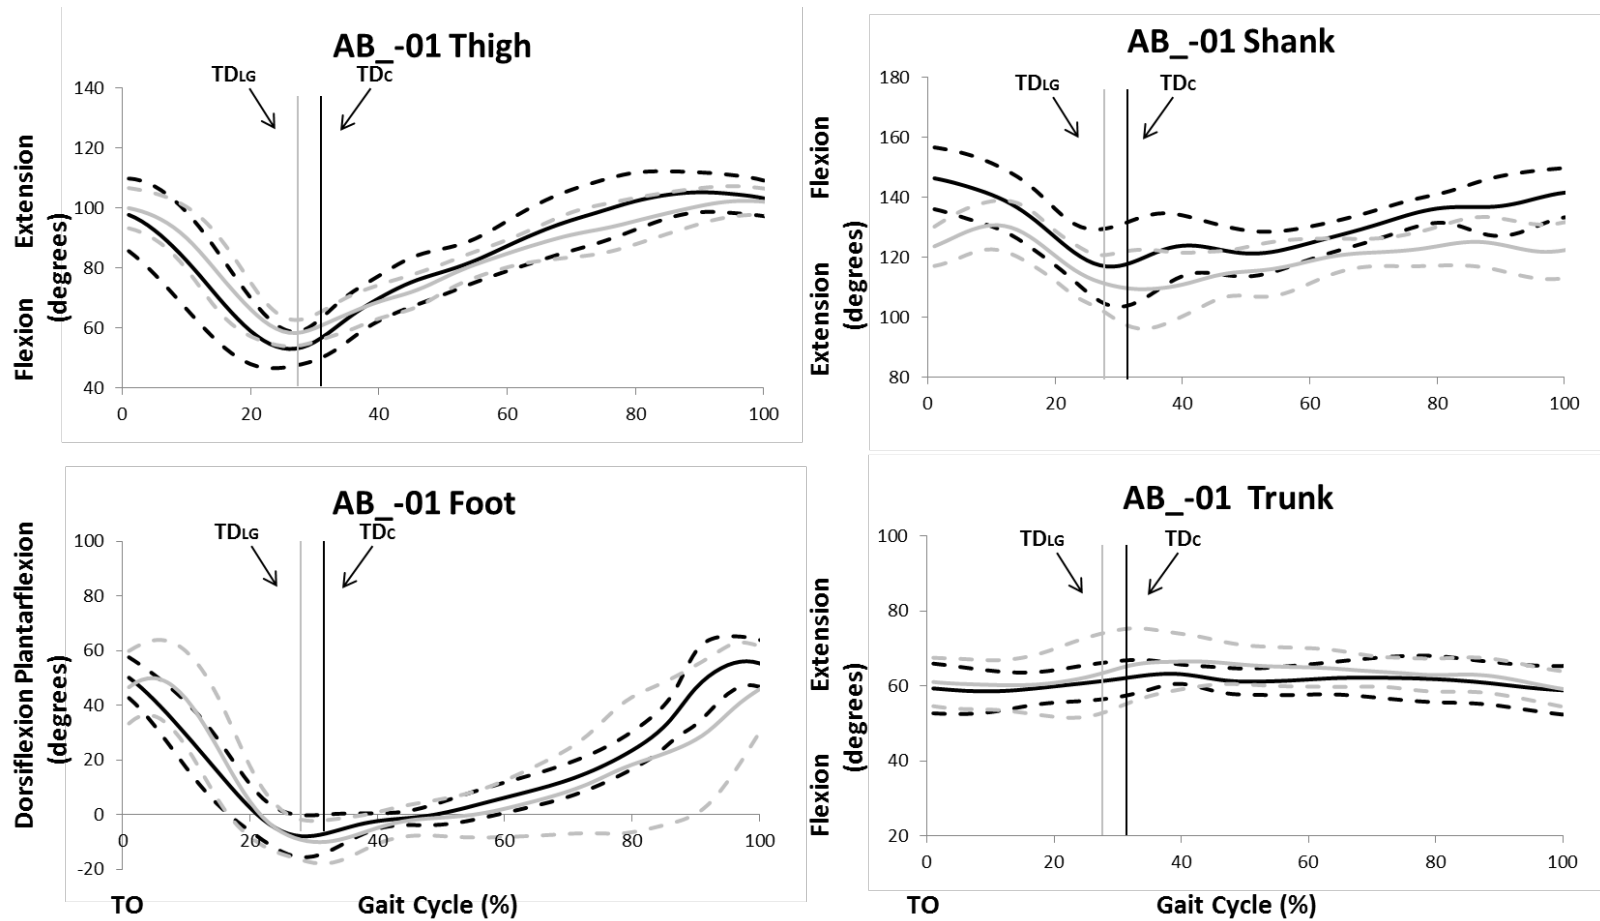 AB_-01 Thigh
TDLG
TDC
140
120
100
80
60
40
0
20
40
60
80
100
Extension
Flexion
(degrees)
AB_-01 Shank
TDLG
TDC
180
160
140
120
100
80
0
20
40
60
80
100
Flexion
Extension
(degrees)
AB_-01 Foot
TDLG
TDC
100
80
60
40
20
0
-20
0
20
40
60
80
100
Dorsiflexion Plantarflexion
(degrees)
TO
Gait Cycle (%)
AB_-01 Trunk
TDLG
TDC
100
80
60
40
20
0
20
40
60
80
100
Extension
Flexion
(degrees)
TO
Gait Cycle (%)